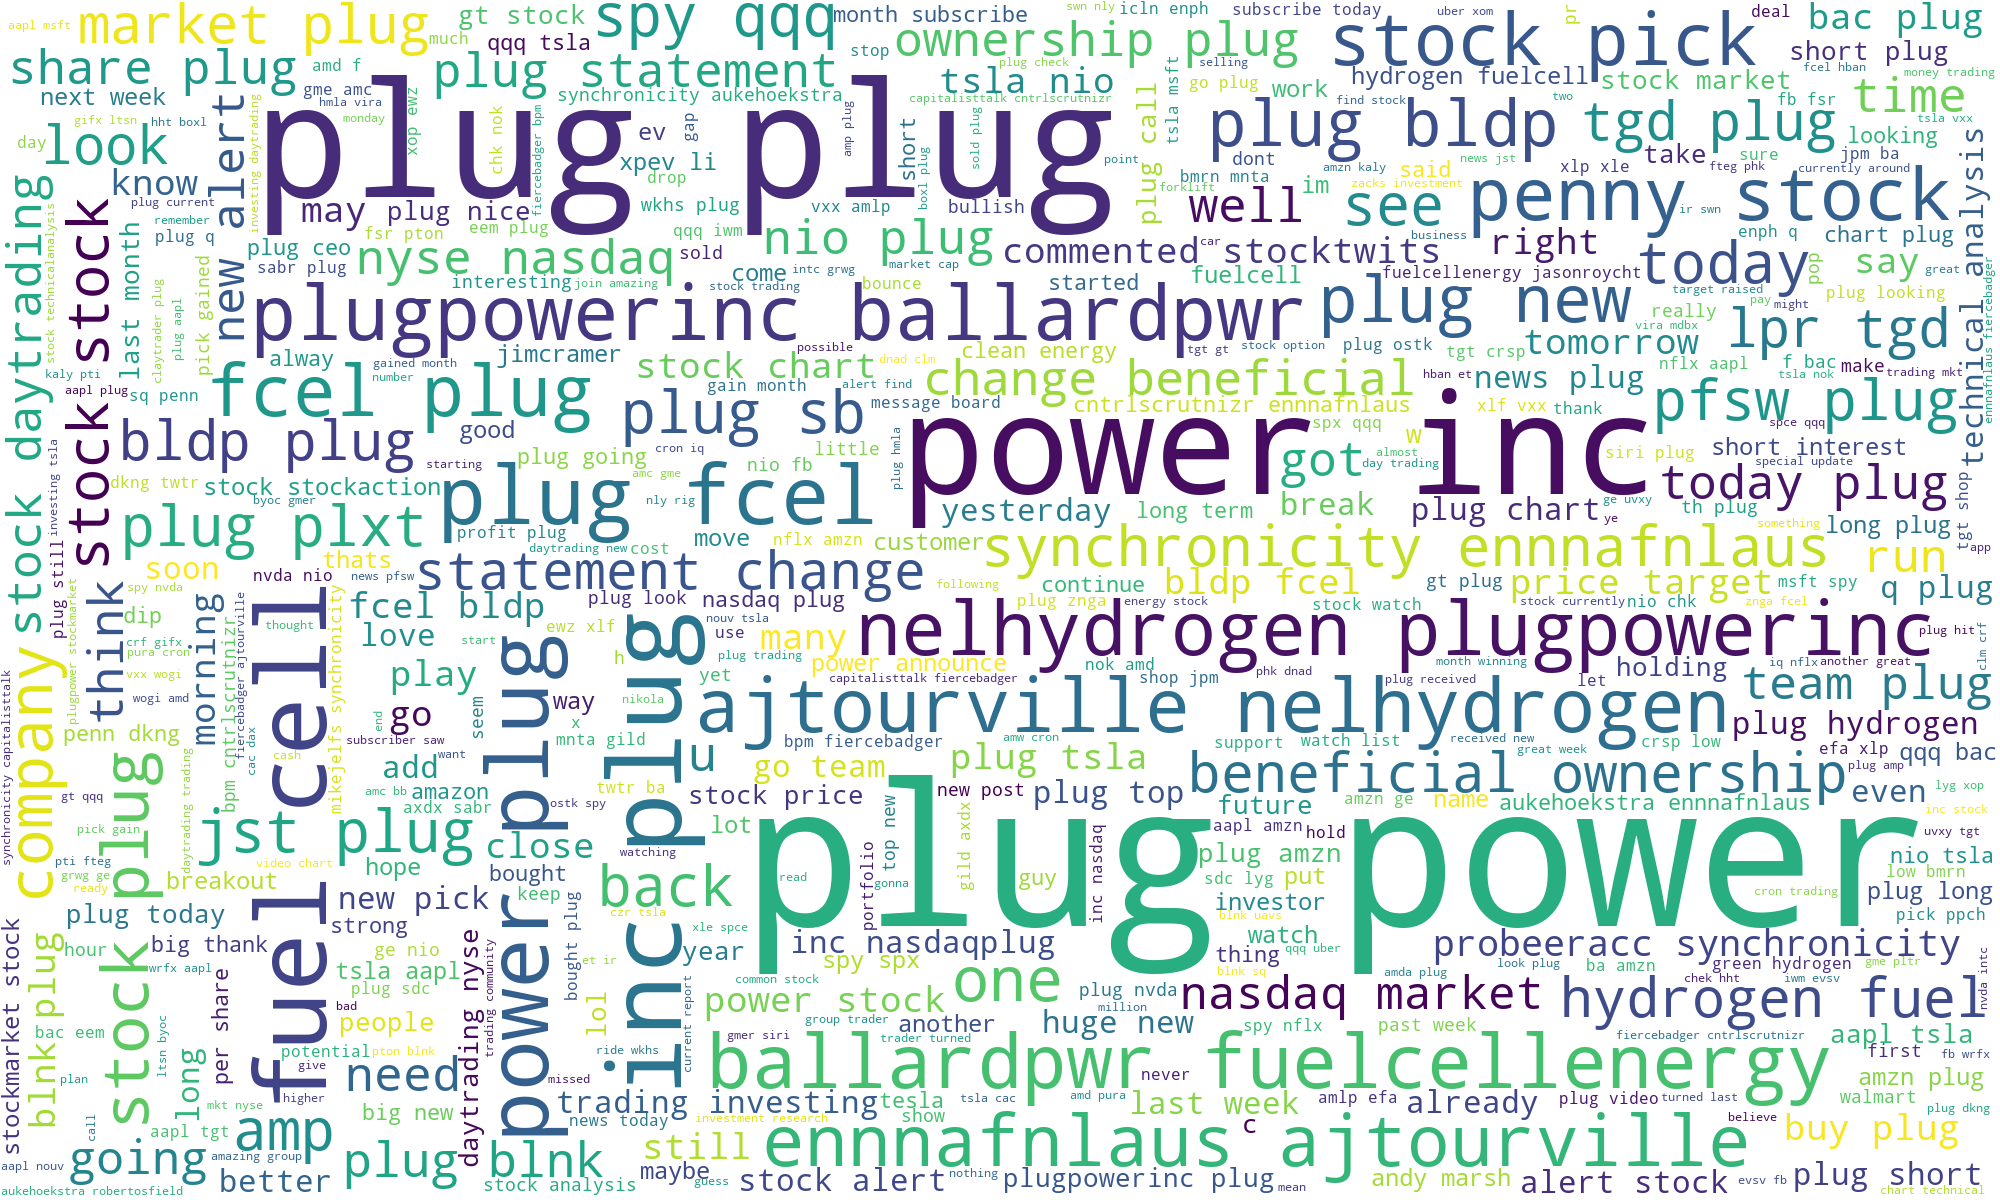 aapl msft
market plug
much
gt stock
qqq tsla
spy qqq
month subscribe
swn nly
icln enph
subscribe today
uber xom
pr
deal
bac plug
share plug
amd f
plug statement
stop
ownership plug
plug check
selling
stock pick
short plug
next week
gme amc
hmla vira
monday
synchronicity aukehoekstra
tsla nio
capitalisttalk cntrlscrutnizr
tsla msft
go plug
hydrogen fuelcell
work
find stock
stock market
fcel hban
money trading
fb fsr
time
gifx ltsn
hht boxl
day
look
new alert
investing daytrading
plug plug
xop ewz
chk nok
fiercebadger bpm
ev
gap
xpev li
drop
amp plug
short
boxl plug
sold plug
point
plug call
plug bldp
two
tgd plug
tsla vxx
looking
know
plug current
remember
plug q
may plug nice
fsr pton
eem plug
wkhs plug
vxx amlp
bullish
bmrn mnta
forklift
dont
im
amzn kaly
zacks investment
said
news jst
xlp xle
take
sure
jpm ba
currently around
fteg phk
technical analysis
stock daytrading
stock stock
stock technicalanalysis
last month
claytrader plug
plug aapl
pick gained
plug ceo
sabr plug
nyse nasdaq
qqq iwm
sold
nio plug
well
see
penny stock
ir swn
interesting
join amazing
come
intc grwg
stock trading
market cap
bounce
commented stocktwits
car
business
started
fuelcell
right
fuelcellenergy jasonroycht
today
enph q
chart plug
pop
say
great
target raised
pay
might
plug looking
kaly pti
aapl plug
sq penn
plugpowerinc ballardpwr
alway
gained month
number
jimcramer
stock chart
gain month
possible
dnad clm
alert find
message board
clean energy
tgt gt
stock option
plug ostk
plug new
tgt crsp
tomorrow
really
vira mdbx
nflx aapl
lpr tgd
f bac
tsla nok
make
trading mkt
ennnafnlaus fiercebadger
fcel plug
plug sb
change beneficial
cntrlscrutnizr ennnafnlaus
hban et
news plug
xlf vxx
thank
pfsw plug
spce qqq
bldp plug
good
starting
cron iq
little
plug going
nio fb
amc gme
plug hmla
power inc
spx qqq
got
almost
day trading
w
siri plug
short interest
special update
dkng twtr
stock stockaction
byoc gmer
plug fcel
nly rig
yesterday
long term
break
plug chart
ge uvxy
ye
today plug
th plug
tgt shop
investing tsla
plug still
plug plxt
profit plug
daytrading new
cost
move
nflx amzn
customer
synchronicity ennnafnlaus
something
long plug
app
run
soon
thats
spy nvda
nvda nio
news pfsw
statement change
following
continue
bldp fcel
price target
msft spy
q plug
think
dip
crf gifx
pura cron
vxx wogi
wogi amd
morning
bpm cntrlscrutnizr
fiercebadger ajtourville
thought
fuel cell
mikejelfs synchronicity
fcel bldp
love
start
plug look
ewz xlf
h
nasdaq plug
nouv tsla
use
plug trading
yet
many
power announce
plug znga
energy stock
stock watch
stock currently
nio chk
znga fcel
nelhydrogen plugpowerinc
plug hit
clm crf
plugpower stockmarket
company
penn dkng
synchronicity capitalisttalk
gt qqq
play
go
end
subscriber saw
seem
want
power plug
way
x
mnta gild
nikola
inc plug
capitalisttalk fiercebadger
nok amd
shop jpm
phk dnad
month winning
plug received
let
holding
iq nflx
another great
team plug
ajtourville nelhydrogen
plug hydrogen
u
bpm fiercebadger
amw cron
go team
plug tsla
support
received new
watch list
great week
crsp low
efa xlp
plug amp
qqq bac
cac dax
cash
add
amc bb
amazon
axdx sabr
ostk spy
twtr ba
stock price
new post
plug top
beneficial ownership
lyg xop
inc stock
future
amzn ge
name
aukehoekstra ennnafnlaus
even
uvxy tgt
stock plug
pick gain
pti fteg
grwg ge
ready
daytrading trading
jst plug
video chart
breakout
hope
close
bought
keep
watching
czr tsla
lot
top new
gild axdx
hold
inc nasdaq
aapl amzn
plug amzn
sdc lyg
put
nio tsla
low bmrn
cron trading
plug long
pick ppch
stockmarket stock
plug today
hour
wrfx aapl
big thank
new pick
strong
ge nio
tsla aapl
plug sdc
bad
back
xle spce
year
read
portfolio
gonna
guy
plug power
blnk uavs
investor
watch
qqq uber
inc nasdaqplug
thing
blnk sq
probeeracc synchronicity
look plug
green hydrogen
gme pltr
blnk plug
bac eem
plan
ltsn byoc
per share
long
people
potential
pton blnk
give
higher
need
daytrading nyse
trading community
bought plug
et ir
lol
current report
ride wkhs
missed
spy spx
common stock
power stock
group trader
gmer siri
one
another
trader turned
plug nvda
million
huge new
nasdaq market
spy nflx
amda plug
ba amzn
past week
chek hht
iwm evsv
nvda intc
hydrogen fuel
fiercebadger cntrlscrutnizr
aapl tsla
first
fb wrfx
ballardpwr fuelcellenergy
never
amzn plug
walmart
call
aapl tgt
mkt nyse
amazing group
amp
big new
trading investing
news today
investment research
tesla
show
tsla cac
amd pura
last week
c
amlp efa
already
plug video
turned last
believe
plug dkng
buy plug
aapl nouv
going
better
plug blnk
stock analysis
still
maybe
guess
stock alert
ennnafnlaus ajtourville
nothing
plugpowerinc plug
mean
andy marsh
alert stock
evsv fb
plug short
chart technical
aukehoekstra robertosfield